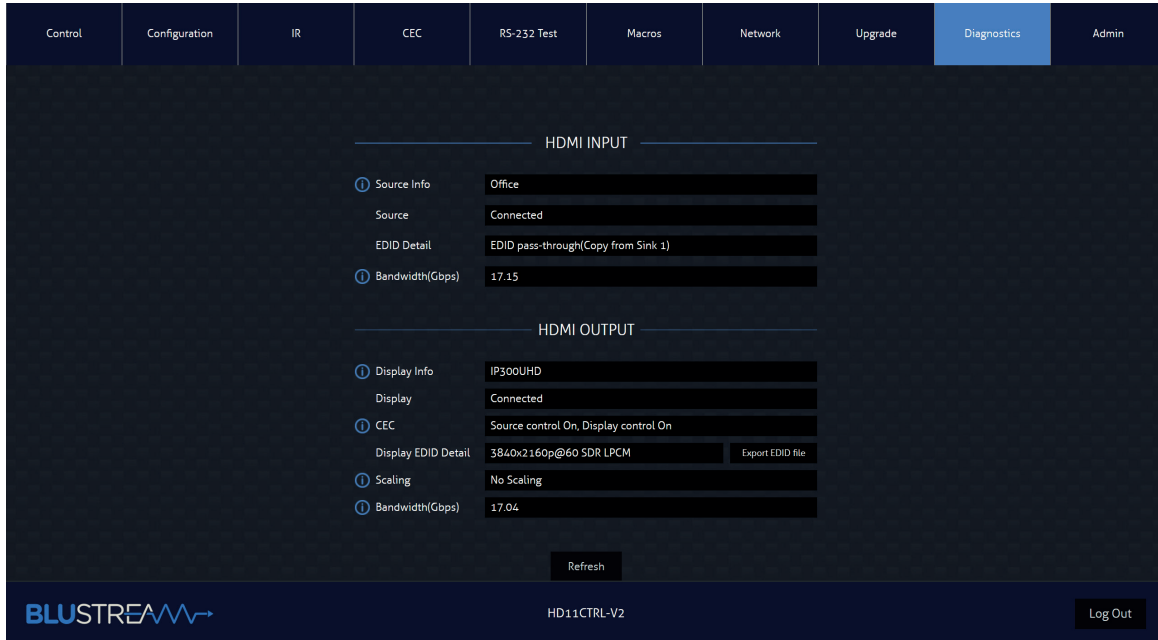 Control Configuration IR CEC RS-232 Test Macros Network Upgrade Diagnostics Admin
HDMI INPUT
Source Info Office
Source Connected
EDID Detail EDID pass-through(Copy from Sink 1)
Bandwidth(Gbps) 17.15
HDMI OUTPUT
Display Info IP300UHD
Display Connected
CEC Source control On, Display control On
Display EDID Detail 3840x2160p@60 SDR LPCM Export EDID file
Scaling No Scaling
Bandwidth(Gbps) 17.04
Refresh
BLUSTREAM HD11CTRL-V2 Log Out